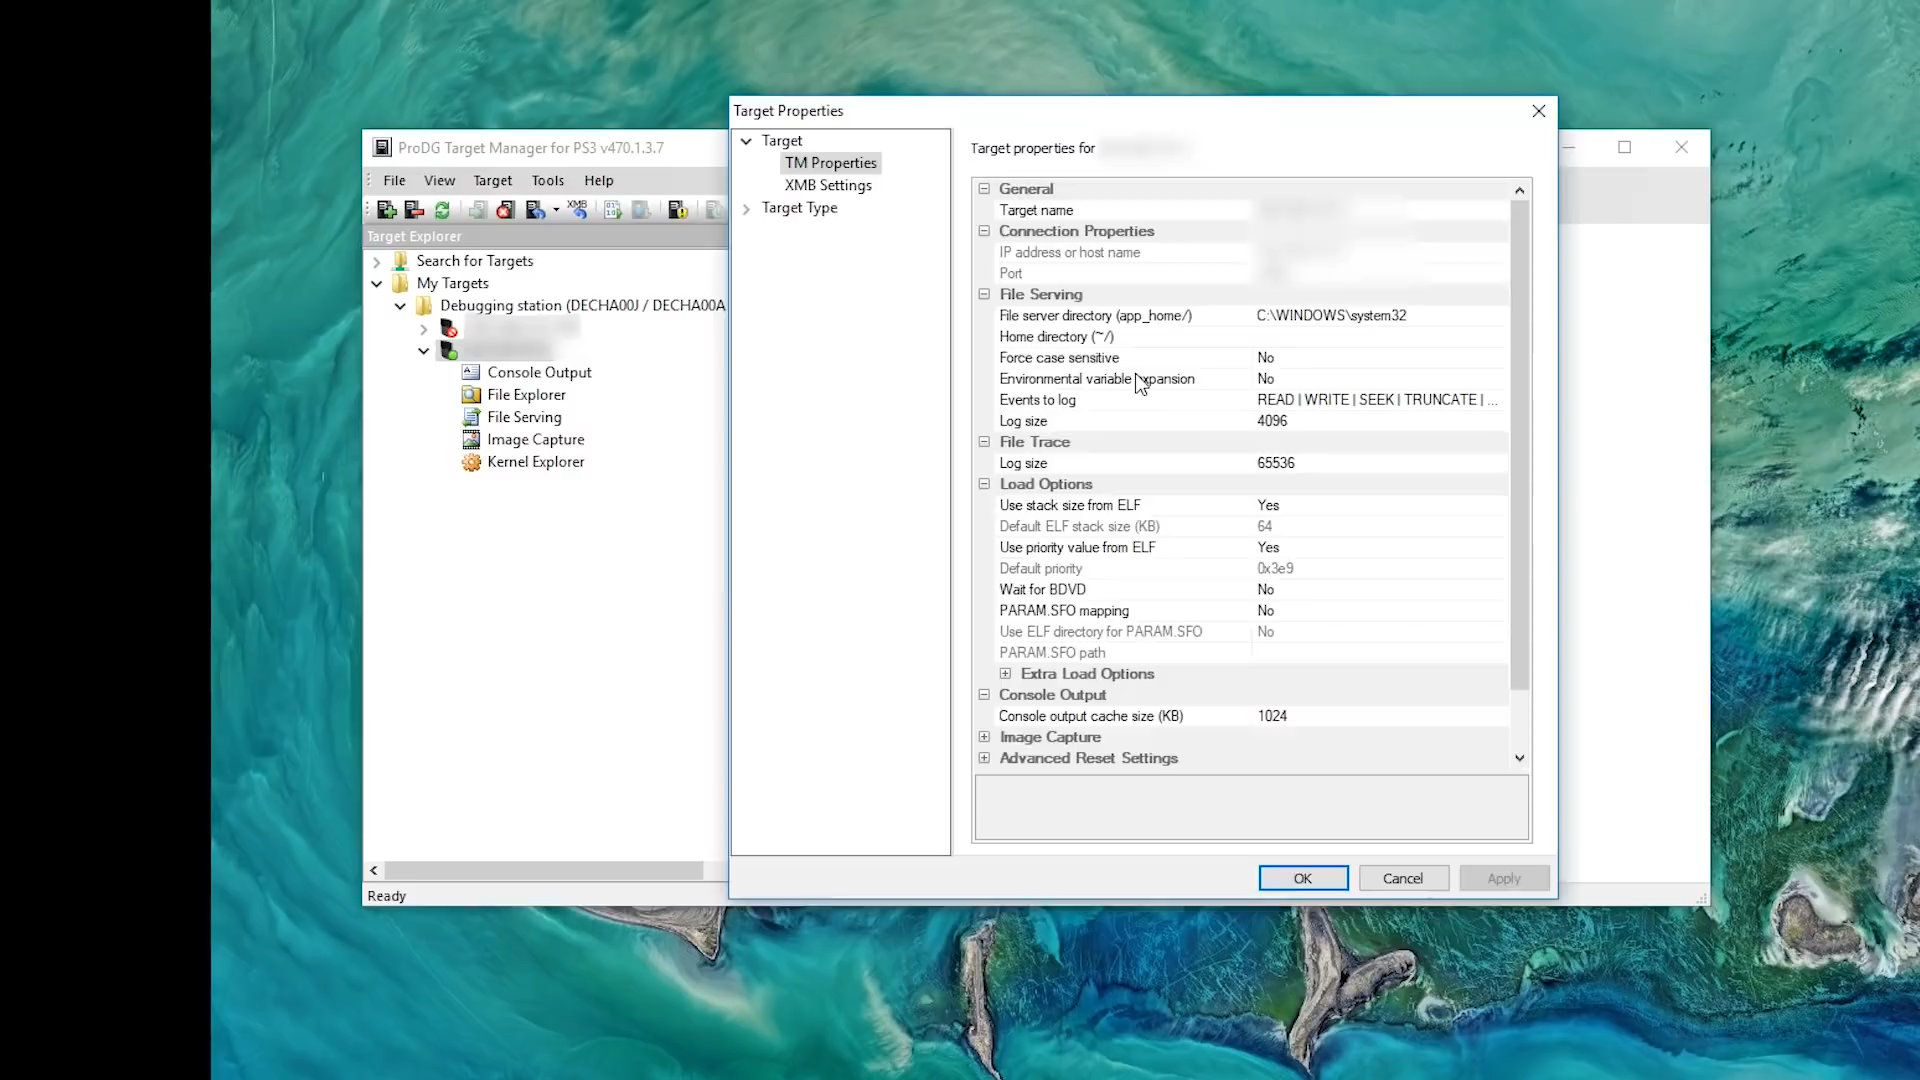 Target Properties
Target
TM Properties
XMB Settings
Target Type
Target properties for
General
Target name
Connection Properties
IP address or host name
Port
File Serving
File server directory (app_home/) C:\WINDOWS\system32
Home directory (~/)
Force case sensitive No
Environmental variable No
Events to log READ | WRITE | SEEK | TRUNCATE | ...
Log size 4096
File Trace
Log size 65536
Load Options
Use stack size from ELF Yes
Default ELF stack size (KB) 64
Use priority value from ELF Yes
Default priority 0x3e9
Wait for BDVD No
PARAM.SFO mapping No
Use ELF directory for PARAM.SFO No
PARAM.SFO path
Extra Load Options
Console Output
Console output cache size (KB) 1024
Image Capture
Advanced Reset Settings
OK Cancel Apply
ProDG Target Manager for PS3 v470.1.3.7
File View Target Tools Help
XMB
Target Explorer
Search for Targets
My Targets
Debugging station (DECHA00J / DECHA00A
Console Output
File Explorer
File Serving
Image Capture
Kernel Explorer
Ready